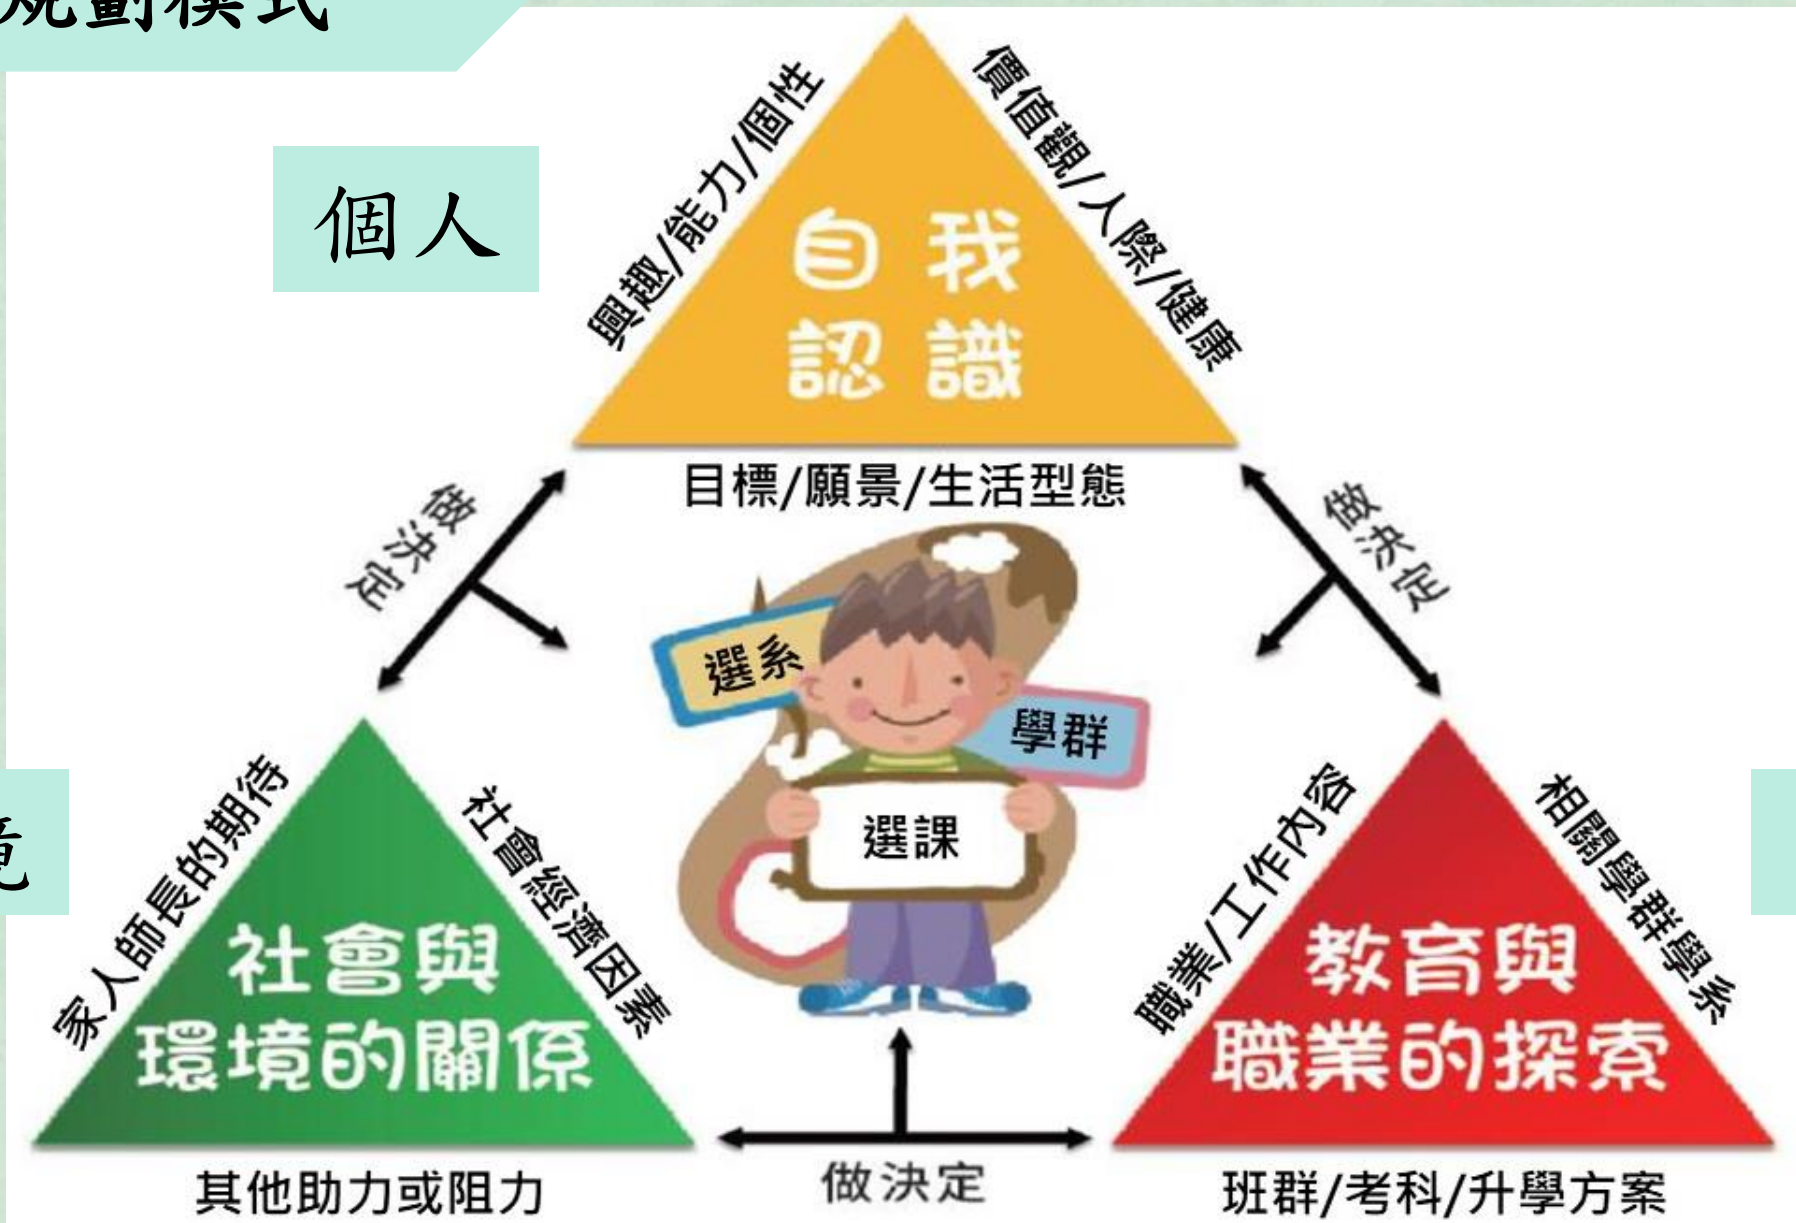 規劃模式
個人
興趣/能力/個性
價值觀/人際/健康
自我
認識
目標/願景/生活型態
做決定
做決定
選系
學群
選課
境
家人師長的期待
社會經濟因素
社會與
環境的關係
其他助力或阻力
職業/工作內容
相關學群學系
教育與
職業的探索
班群/考科/升學方案
做決定